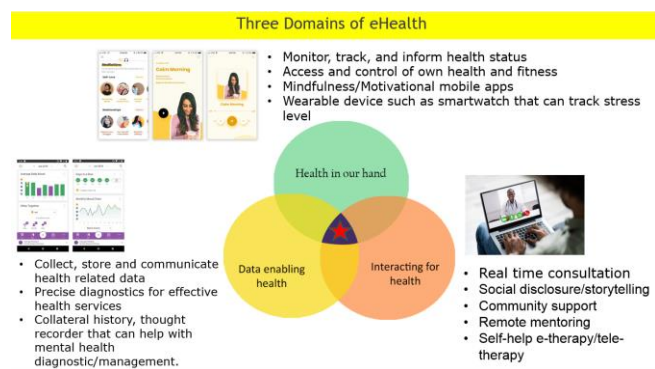 Three Domains of eHealth
• Monitor, track, and inform health status
• Access and control of own health and fitness
• Mindfulness/Motivational mobile apps
• Wearable device such as smartwatch that can track stress
level
Calm Morning
Health in our hand
Data enabling
health
Interacting for
health
• Collect, store and communicate
health related data
• Precise diagnostics for effective
health services
• Collateral history, thought
recorder that can help with
mental health
diagnostic/management.
• Real time consultation
• Social disclosure/storytelling
• Community support
• Remote mentoring
• Self-help e-therapy/tele-
therapy